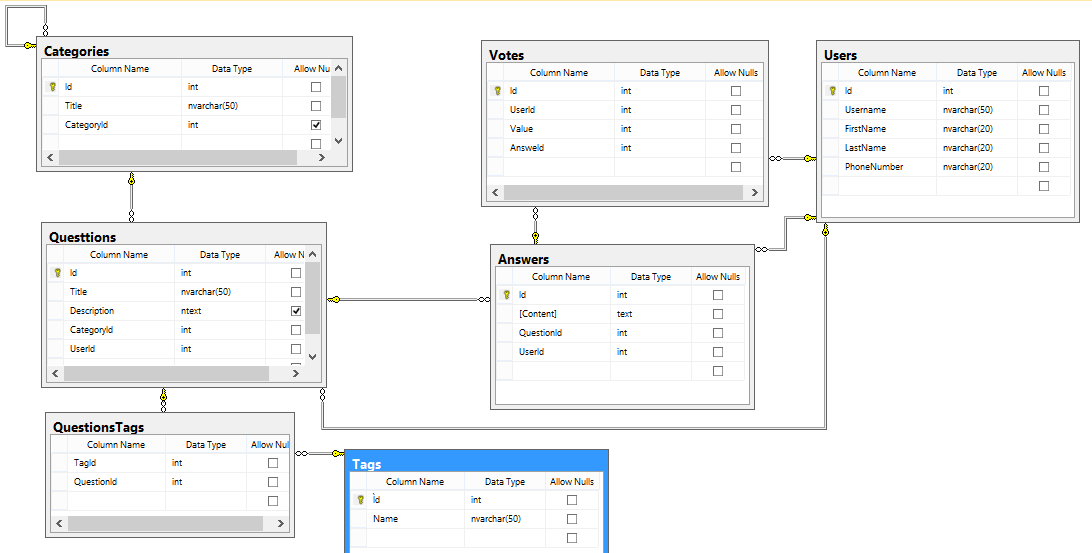 Categories
Column Name Data Type Allow Nu
Id int
Title nvarchar(50)
CategoryId int
Votes
Column Name Data Type Allow Nulls
Id int
UserId int
Value int
AnsweId int
Users
Column Name Data Type Allow Nulls
Id int
Username nvarchar(50)
FirstName nvarchar(20)
LastName nvarchar(20)
PhoneNumber nvarchar(20)
Questtions
Column Name Data Type Allow N
Id int
Title nvarchar(50)
Description ntext
CategoryId int
UserId int
Answers
Column Name Data Type Allow Nulls
Id int
[Content] text
QuestionId int
UserId int
QuestionsTags
Column Name Data Type Allow Nul
TagId int
QuestionId int
Tags
Column Name Data Type Allow Nulls
Id int
Name nvarchar(50)